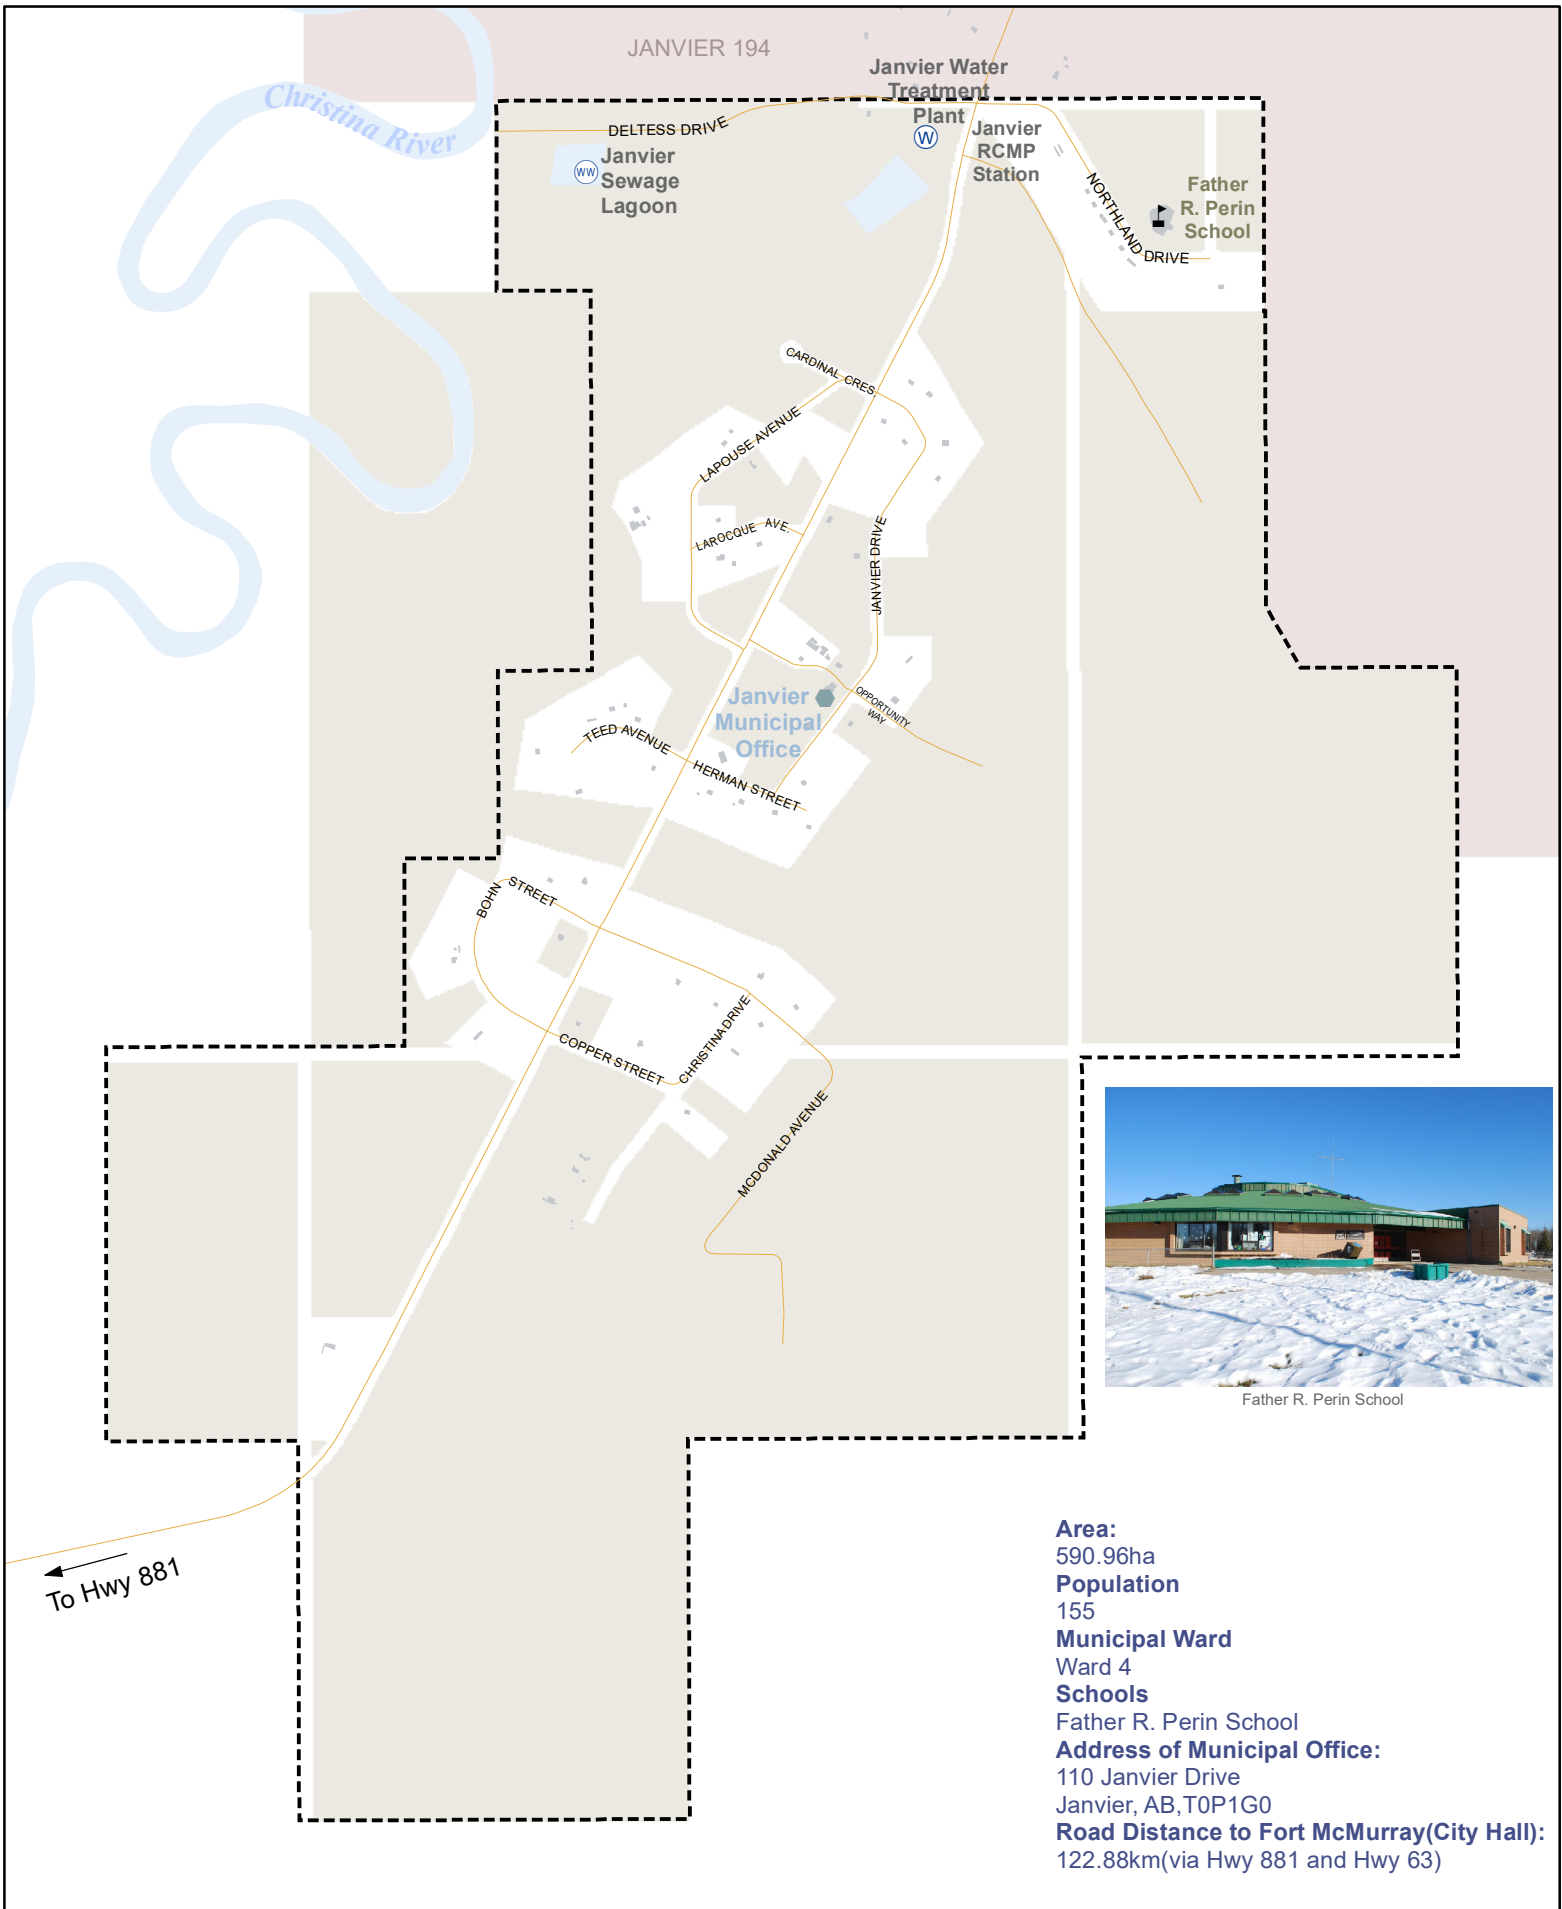 JANVIER 194
Christina River
Janvier Water
Treatment
Plant
W
DELTESS DRIVE
Janvier
RCMP
Station
WW
Janvier
Sewage
Lagoon
NORTHLAND DRIVE
Father
R. Perin
School
CARDINAL CRES.
LAPOUSE AVENUE
LAROCQUE AVE.
JANVIER DRIVE
Janvier
Municipal
Office
OPPORTUNITY
WAY
TEED AVENUE
HERMAN STREET
BOHN STREET
COPPER STREET
CHRISTINA DRIVE
MCDONALD AVENUE
Father R. Perin School
To Hwy 881
Area:
590.96ha
Population
155
Municipal Ward
Ward 4
Schools
Father R. Perin School
Address of Municipal Office:
110 Janvier Drive
Janvier, AB,T0P1G0
Road Distance to Fort McMurray(City Hall):
122.88km(via Hwy 881 and Hwy 63)